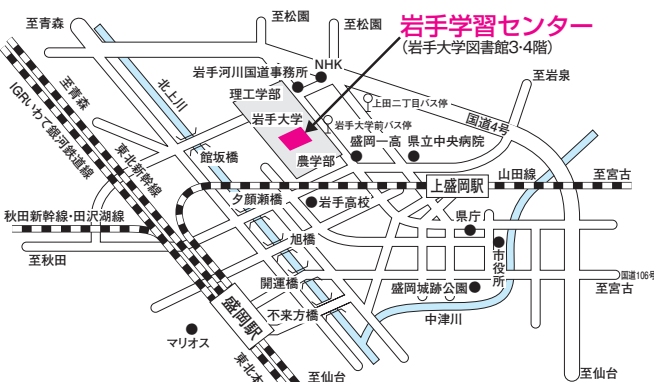 至青森
至松園
至松園
岩手学習センター
(岩手大学図書館3・4階)
NHK
岩手河川国道事務所
至岩泉
至青森
北上川
理工学部
上田二丁目バス停
国道4号
岩手大学
岩手大学前バス停
IGRいわて銀河鉄道線
東北新幹線
館坂橋
盛岡一高
県立中央病院
農学部
山田線
至宮古
上盛岡駅
夕顔瀬橋
岩手高校
秋田新幹線・田沢湖線
県庁
旭橋
市役所
至秋田
開運橋
盛岡城跡公園
国道106号
至宮古
盛岡駅
不来方橋
中津川
マリオス
東北本
至仙台
至仙台